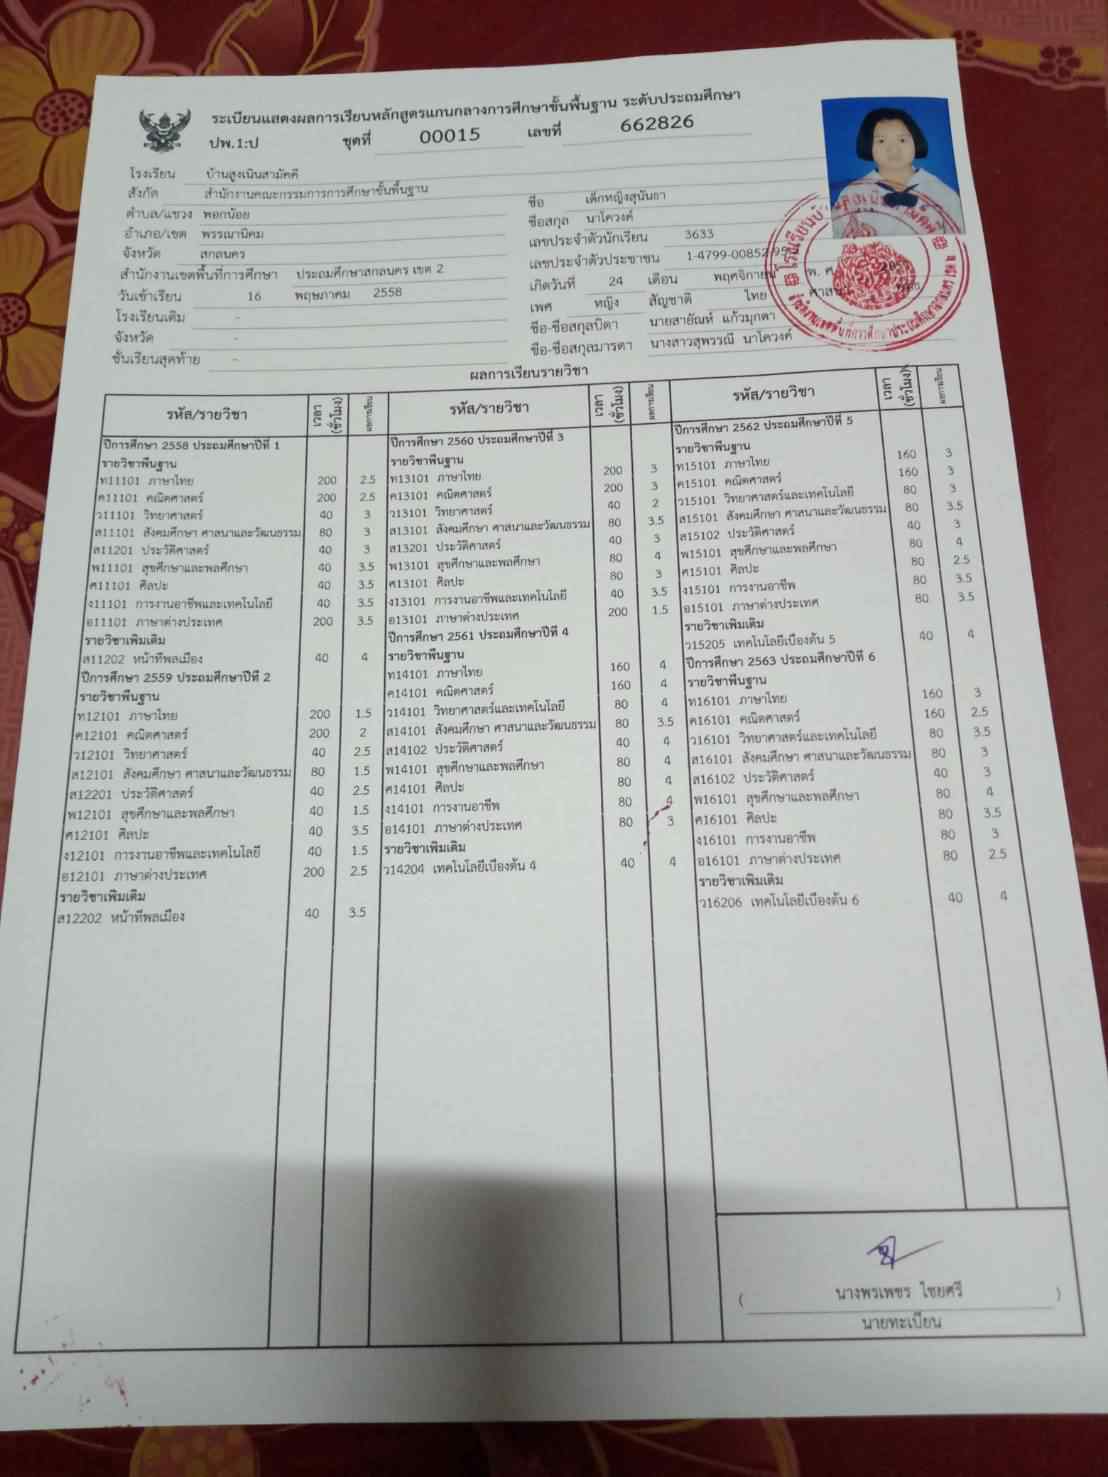 ระเบียนแสดงผลการเรียนหลักสูตรแกนกลางการศึกษาขั้นพื้นฐาน ระดับประถมศึกษา
ปพ.1:ป ชุดที่ 00015 เลขที่ 662826
โรงเรียน บ้านสูงเนินสามัคคี
สังกัด สำนักงานคณะกรรมการการศึกษาขั้นพื้นฐาน
ตำบล/แขวง พอกน้อย
อำเภอ/เขต พรรณานิคม
จังหวัด สกลนคร
สำนักงานเขตพื้นที่การศึกษา ประถมศึกษาสกลนคร เขต 2
วันเข้าเรียน 16 พฤษภาคม 2558
โรงเรียนเดิม -
จังหวัด -
ชั้นเรียนสุดท้าย -
ชื่อ เด็กหญิงสุนันธา
ชื่อสกุล นาโควงค์
เลขประจำตัวนักเรียน 3633
เลขประจำตัวประชาชน 1-4799-00852-95
เกิดวันที่ 24 เดือน พฤศจิกายน พ.ศ.
เพศ หญิง สัญชาติ ไทย ศาสนา
ชื่อ-ชื่อสกุลบิดา นายสายัณห์ แก้วมุกดา
ชื่อ-ชื่อสกุลมารดา นางสาวสุพรรณี นาโควงค์
ผลการเรียนรายวิชา
รหัส/รายวิชา เวลา (ชั่วโมง) ผลการเรียน
ปีการศึกษา 2558 ประถมศึกษาปีที่ 1
รายวิชาพื้นฐาน
ท11101 ภาษาไทย 200 2.5
ค11101 คณิตศาสตร์ 200 2.5
ว11101 วิทยาศาสตร์ 40 3
ส11101 สังคมศึกษา ศาสนาและวัฒนธรรม 80 3
ส11201 ประวัติศาสตร์ 40 3
พ11101 สุขศึกษาและพลศึกษา 40 3.5
ศ11101 ศิลปะ 40 3.5
ง11101 การงานอาชีพและเทคโนโลยี 40 3.5
อ11101 ภาษาต่างประเทศ 200 3.5
รายวิชาเพิ่มเติม
ส11202 หน้าที่พลเมือง 40 4
ปีการศึกษา 2559 ประถมศึกษาปีที่ 2
รายวิชาพื้นฐาน
ท12101 ภาษาไทย 200 1.5
ค12101 คณิตศาสตร์ 200 2
ว12101 วิทยาศาสตร์ 40 2.5
ส12101 สังคมศึกษา ศาสนาและวัฒนธรรม 80 1.5
ส12201 ประวัติศาสตร์ 40 2.5
พ12101 สุขศึกษาและพลศึกษา 40 1.5
ศ12101 ศิลปะ 40 3.5
ง12101 การงานอาชีพและเทคโนโลยี 40 1.5
อ12101 ภาษาต่างประเทศ 200 2.5
รายวิชาเพิ่มเติม
ส12202 หน้าที่พลเมือง 40 3.5
รหัส/รายวิชา เวลา (ชั่วโมง) ผลการเรียน
ปีการศึกษา 2560 ประถมศึกษาปีที่ 3
รายวิชาพื้นฐาน
ท13101 ภาษาไทย 200 3
ค13101 คณิตศาสตร์ 200 3
ว13101 วิทยาศาสตร์ 40 2
ส13101 สังคมศึกษา ศาสนาและวัฒนธรรม 80 3.5
ส13201 ประวัติศาสตร์ 40 3
พ13101 สุขศึกษาและพลศึกษา 80 4
ศ13101 ศิลปะ 80 3
ง13101 การงานอาชีพและเทคโนโลยี 40 3.5
อ13101 ภาษาต่างประเทศ 200 1.5
ปีการศึกษา 2561 ประถมศึกษาปีที่ 4
รายวิชาพื้นฐาน
ท14101 ภาษาไทย 160 4
ค14101 คณิตศาสตร์ 160 4
ว14101 วิทยาศาสตร์และเทคโนโลยี 80 4
ส14101 สังคมศึกษา ศาสนาและวัฒนธรรม 80 3.5
ส14102 ประวัติศาสตร์ 40 4
พ14101 สุขศึกษาและพลศึกษา 80 4
ศ14101 ศิลปะ 80 4
ง14101 การงานอาชีพ 80 4
อ14101 ภาษาต่างประเทศ 80 3
รายวิชาเพิ่มเติม
ว14204 เทคโนโลยีเบื้องต้น 4 40 4
รหัส/รายวิชา เวลา (ชั่วโมง) ผลการเรียน
ปีการศึกษา 2562 ประถมศึกษาปีที่ 5
รายวิชาพื้นฐาน
ท15101 ภาษาไทย 160 3
ค15101 คณิตศาสตร์ 160 3
ว15101 วิทยาศาสตร์และเทคโนโลยี 80 3
ส15101 สังคมศึกษา ศาสนาและวัฒนธรรม 80 3.5
ส15102 ประวัติศาสตร์ 40 3
พ15101 สุขศึกษาและพลศึกษา 80 4
ศ15101 ศิลปะ 80 2.5
ง15101 การงานอาชีพ 80 3.5
อ15101 ภาษาต่างประเทศ 80 3.5
รายวิชาเพิ่มเติม
ว15205 เทคโนโลยีเบื้องต้น 5 40 4
ปีการศึกษา 2563 ประถมศึกษาปีที่ 6
รายวิชาพื้นฐาน
ท16101 ภาษาไทย 160 3
ค16101 คณิตศาสตร์ 160 2.5
ว16101 วิทยาศาสตร์และเทคโนโลยี 80 3.5
ส16101 สังคมศึกษา ศาสนาและวัฒนธรรม 80 3
ส16102 ประวัติศาสตร์ 40 3
พ16101 สุขศึกษาและพลศึกษา 80 4
ศ16101 ศิลปะ 80 3.5
ง16101 การงานอาชีพ 80 3
อ16101 ภาษาต่างประเทศ 80 2.5
รายวิชาเพิ่มเติม
ว16206 เทคโนโลยีเบื้องต้น 6 40 4
( นางพรเพชร ไชยศรี )
นายทะเบียน